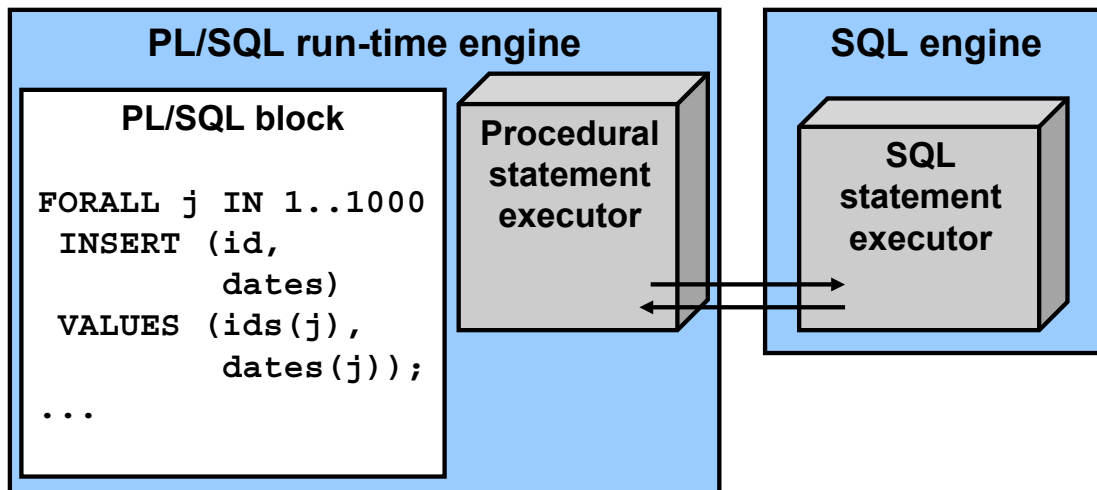 PL/SQL run-time engine
PL/SQL block
FORALL j IN 1..1000
INSERT (id,
dates)
VALUES (ids(j),
dates(j));
...
Procedural
statement
executor
SQL engine
SQL
statement
executor